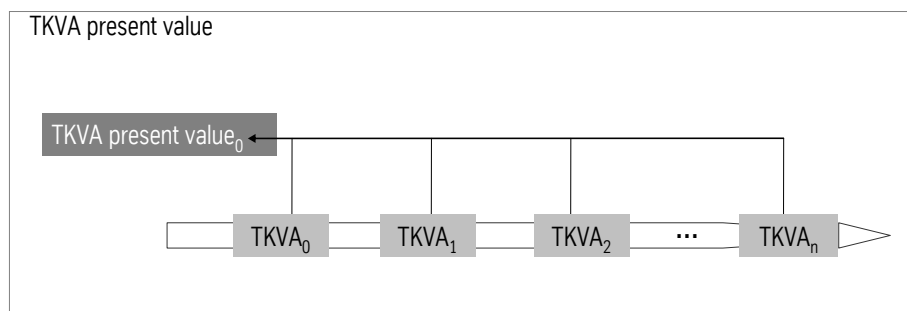 TKVA present value
TKVA present value₀
TKVA₀ TKVA₁ TKVA₂ ... TKVAₙ